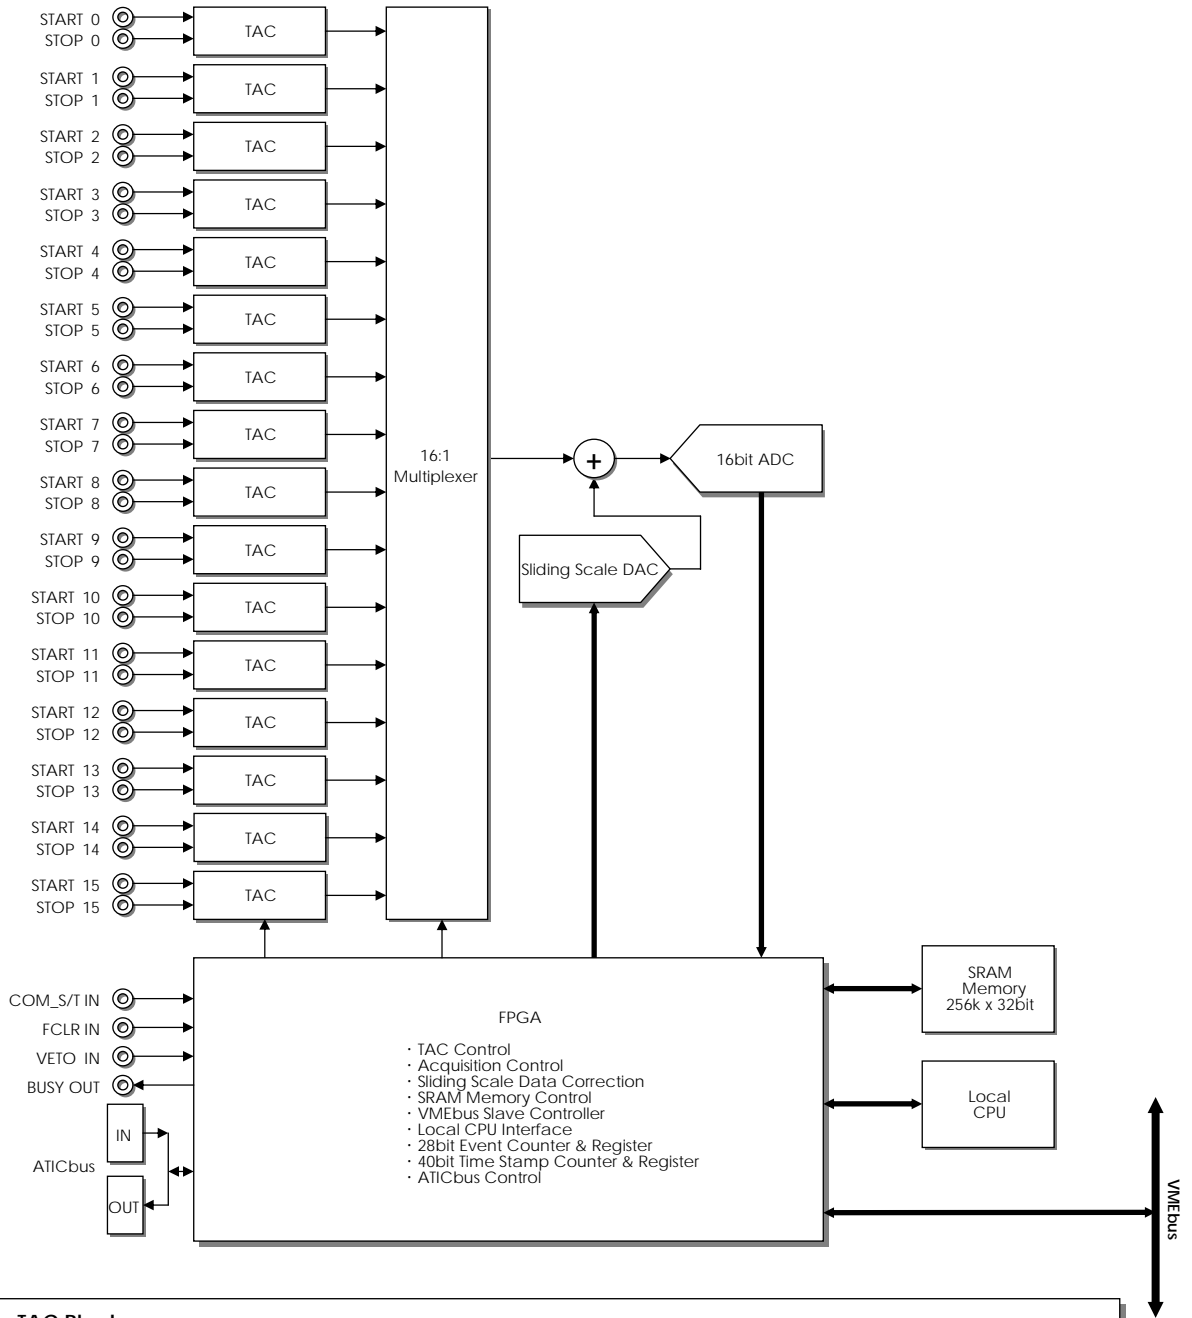 START 0
STOP 0
TAC
START 1
STOP 1
TAC
START 2
STOP 2
TAC
START 3
STOP 3
TAC
START 4
STOP 4
TAC
START 5
STOP 5
TAC
START 6
STOP 6
TAC
START 7
STOP 7
TAC
START 8
STOP 8
TAC
START 9
STOP 9
TAC
START 10
STOP 10
TAC
START 11
STOP 11
TAC
START 12
STOP 12
TAC
START 13
STOP 13
TAC
START 14
STOP 14
TAC
START 15
STOP 15
TAC
16:1
Multiplexer
+
16bit ADC
Sliding Scale DAC
COM_S/T IN
FCLR IN
VETO IN
BUSY OUT
ATICbus
IN
OUT
FPGA
・TAC Control
・Acquisition Control
・Sliding Scale Data Correction
・SRAM Memory Control
・VMEbus Slave Controller
・Local CPU Interface
・28bit Event Counter & Register
・40bit Time Stamp Counter & Register
・ATICbus Control
SRAM
Memory
256k x 32bit
Local
CPU
VMEbus